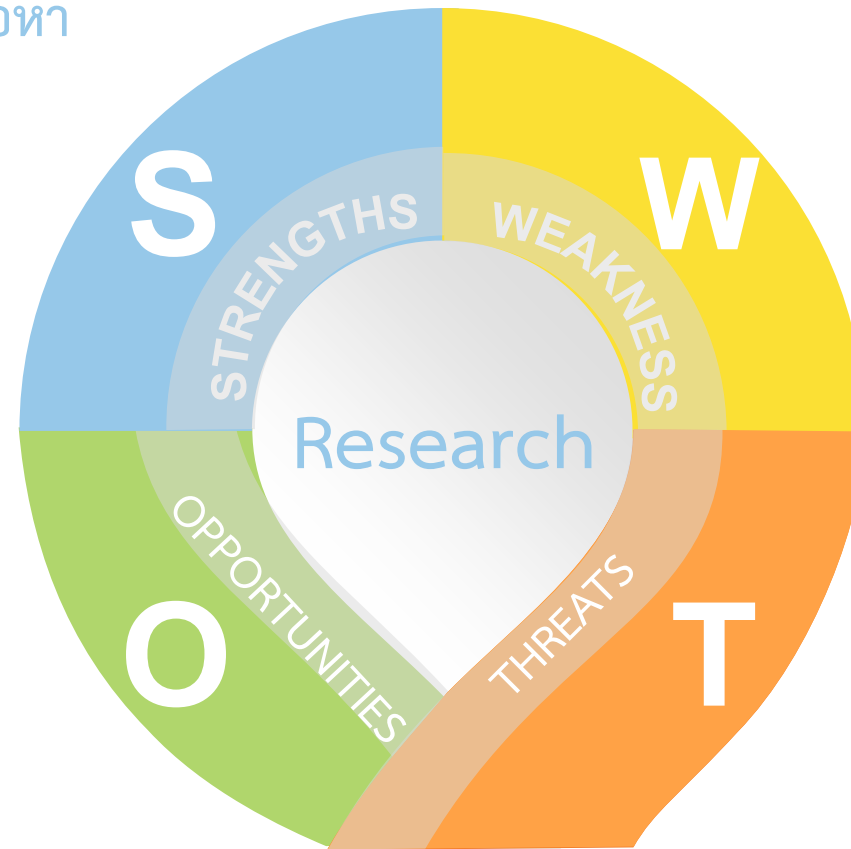 S
W
STRENGTHS
WEAKNESS
Research
OPPORTUNITIES
THREATS
O
T